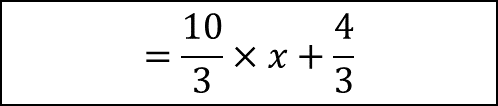 = 10/3 × x + 4/3